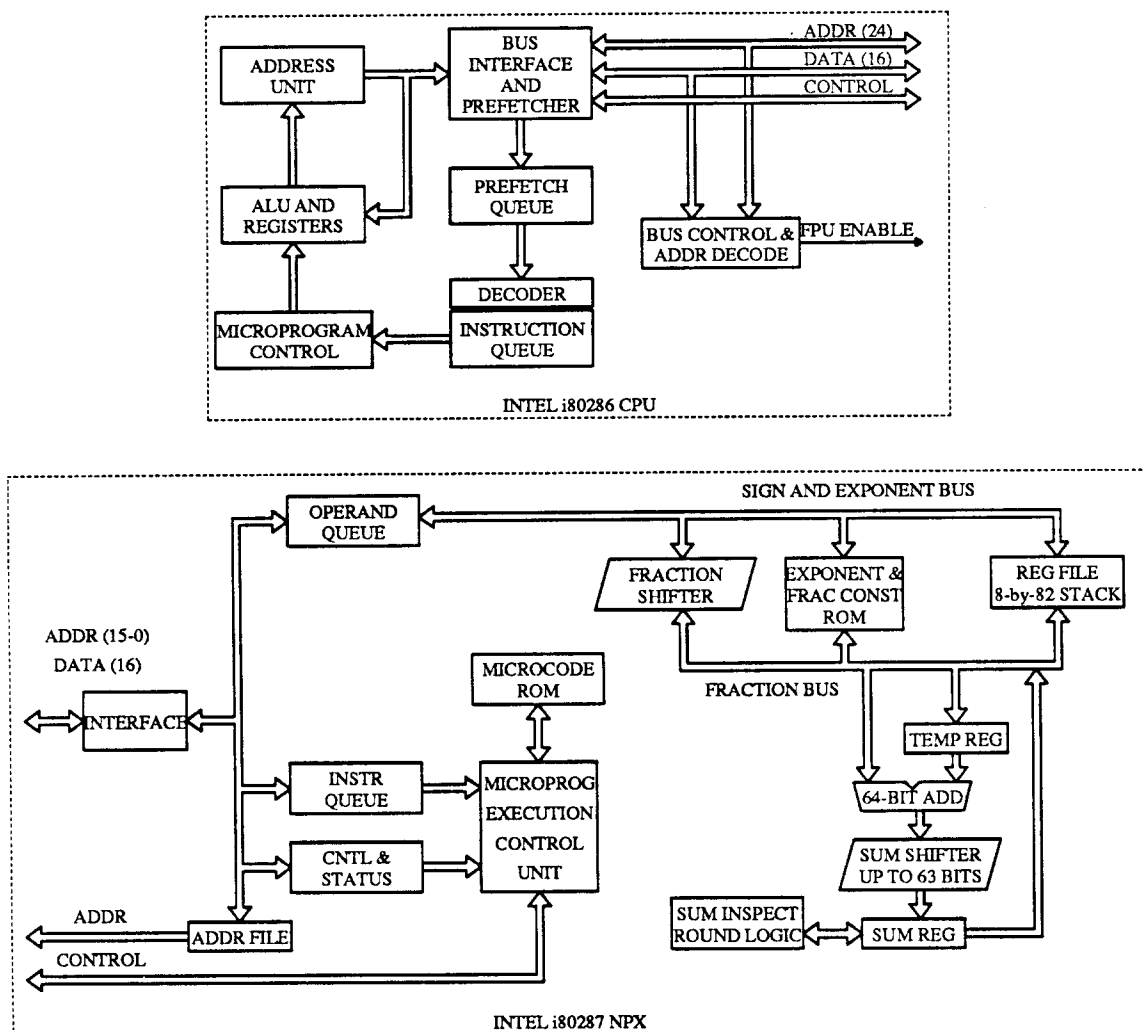 ADDRESS
UNIT
BUS
INTERFACE
AND
PREFETCHER
ADDR (24)
DATA (16)
CONTROL
ALU AND
REGISTERS
PREFETCH
QUEUE
BUS CONTROL &
ADDR DECODE
FPU ENABLE
MICROPROGRAM
CONTROL
DECODER
INSTRUCTION
QUEUE
INTEL i80286 CPU
SIGN AND EXPONENT BUS
OPERAND
QUEUE
FRACTION
SHIFTER
EXPONENT &
FRAC CONST
ROM
REG FILE
8-by-82 STACK
ADDR (15-0)
DATA (16)
INTERFACE
MICROCODE
ROM
FRACTION BUS
TEMP REG
INSTR
QUEUE
MICROPROG
EXECUTION
CONTROL
UNIT
64-BIT ADD
CNTL &
STATUS
SUM SHIFTER
UP TO 63 BITS
ADDR
ADDR FILE
SUM INSPECT
ROUND LOGIC
SUM REG
CONTROL
INTEL i80287 NPX